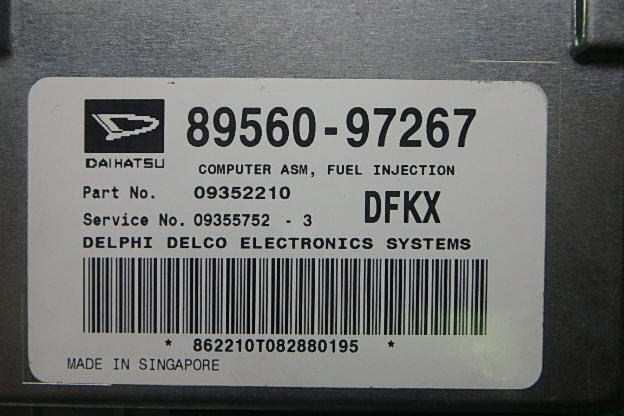 89560-97267
DAIHATSU
COMPUTER ASM, FUEL INJECTION
Part No. 09352210
DFKX
Service No. 09355752 - 3
DELPHI DELCO ELECTRONICS SYSTEMS
* 862210T082880195 *
MADE IN SINGAPORE